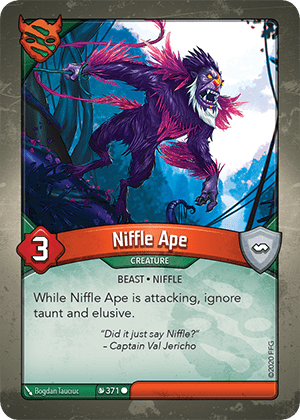 Niffle Ape
3
CREATURE
BEAST • NIFFLE
While Niffle Ape is attacking, ignore
taunt and elusive.
“Did it just say Niffle?”
– Captain Val Jericho
Bogdan Tauciuc
371
©2020 FFG